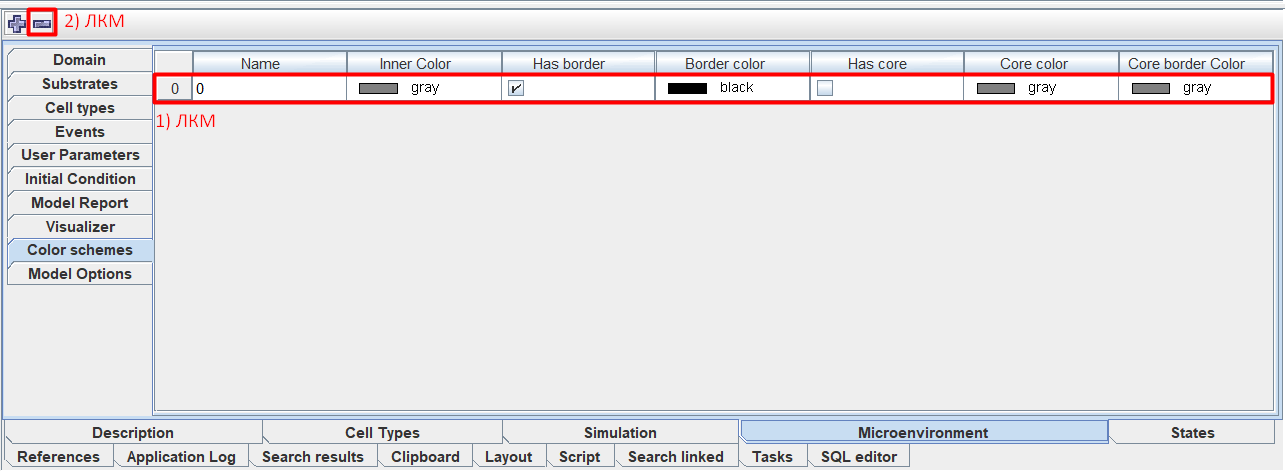 2) ЛКМ
Domain
Substrates
Cell types
Events
User Parameters
Initial Condition
Model Report
Visualizer
Color schemes
Model Options
Name Inner Color Has border Border color Has core Core color Core border Color
0 0 gray black gray gray
1) ЛКМ
Description Cell Types Simulation Microenvironment States
References Application Log Search results Clipboard Layout Script Search linked Tasks SQL editor